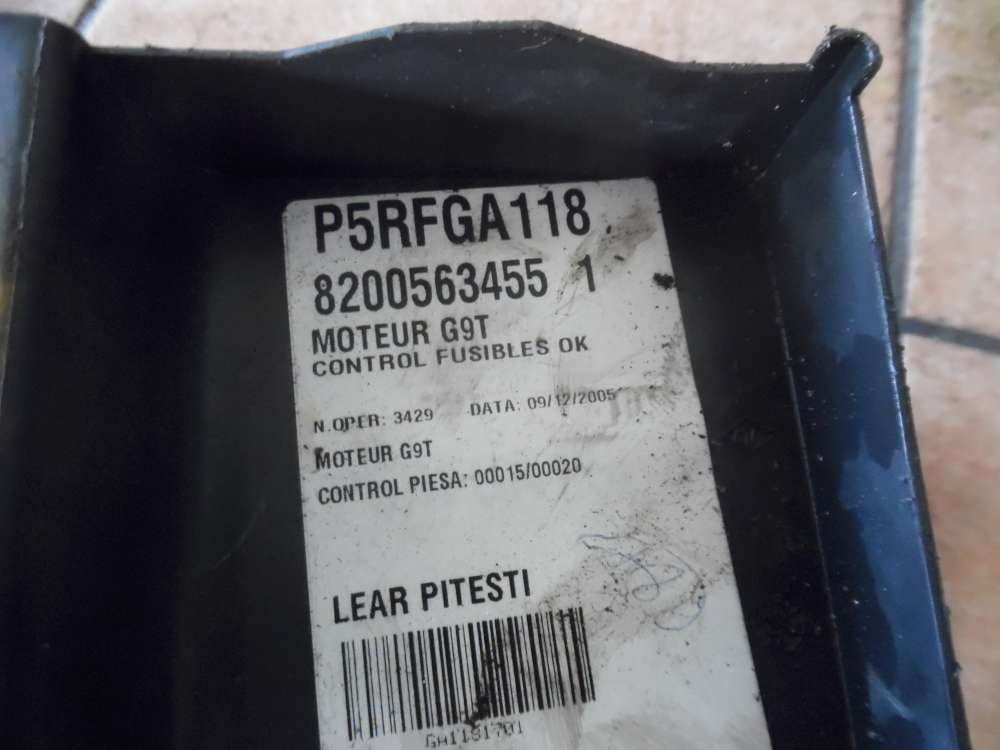 P5RFGA118
8200563455 1
MOTEUR G9T
CONTROL FUSIBLES OK
N.OPER: 3429 DATA: 09/12/2005
MOTEUR G9T
CONTROL PIESA: 00015/00020
LEAR PITESTI